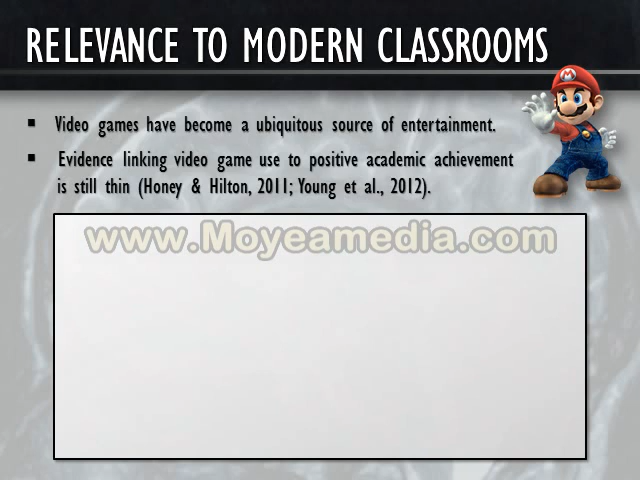 RELEVANCE TO MODERN CLASSROOMS
M
▪ Video games have become a ubiquitous source of entertainment.
▪ Evidence linking video game use to positive academic achievement
is still thin (Honey & Hilton, 2011; Young et al., 2012).
www.Moyeamedia.com